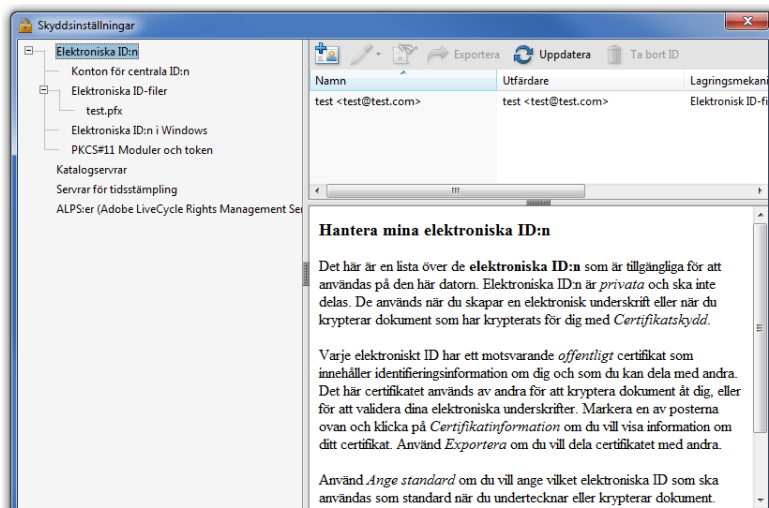 Skyddsinställningar
Elektroniska ID:n
Konton för centrala ID:n
Elektroniska ID-filer
test.pfx
Elektroniska ID:n i Windows
PKCS#11 Moduler och token
Katalogservrar
Servrar för tidsstämpling
ALPS:er (Adobe LiveCycle Rights Management Ser
Exportera Uppdatera Ta bort ID
Namn Utfärdare Lagringsmekani
test <test@test.com> test <test@test.com> Elektronisk ID-fi
Hantera mina elektroniska ID:n
Det här är en lista över de elektroniska ID:n som är tillgängliga för att
användas på den här datorn. Elektroniska ID:n är privata och ska inte
delas. De används när du skapar en elektronisk underskrift eller när du
krypterar dokument som har krypterats för dig med Certifikatskydd.
Varje elektroniskt ID har ett motsvarande offentligt certifikat som
innehåller identifieringsinformation om dig och som du kan dela med andra.
Det här certifikatet används av andra för att kryptera dokument åt dig, eller
för att validera dina elektroniska underskrifter. Markera en av posterna
ovan och klicka på Certifikatinformation om du vill visa information om
ditt certifikat. Använd Exportera om du vill dela certifikatet med andra.
Använd Ange standard om du vill ange vilket elektroniska ID som ska
användas som standard när du undertecknar eller krypterar dokument.